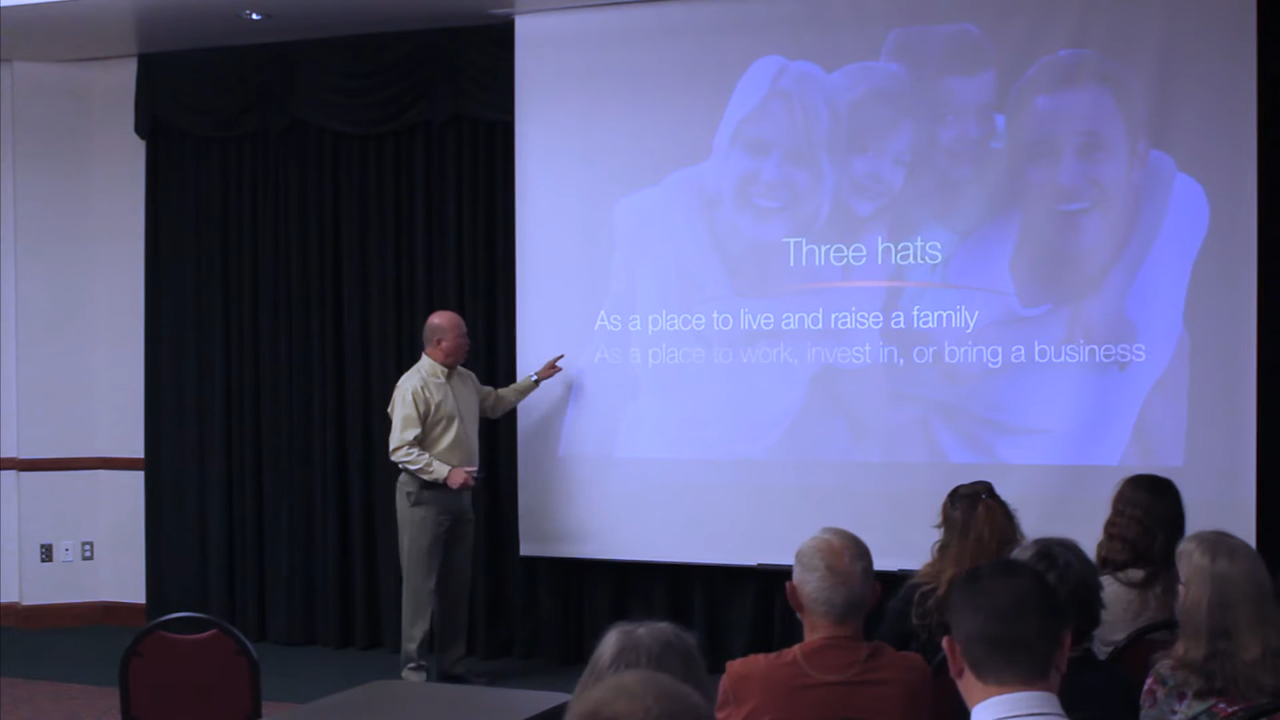 Three hats
As a place to live and raise a family
As a place to work, invest in, or bring a business